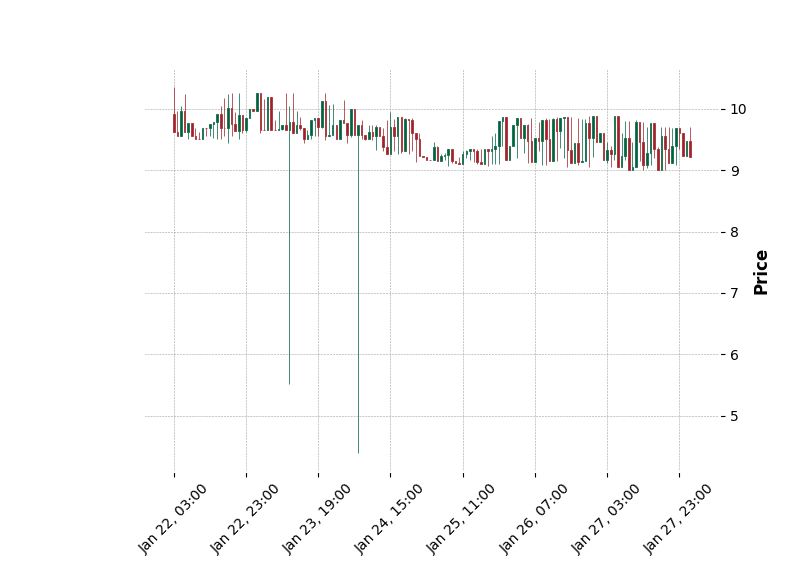 10
9
8
7
6
5
Price
Jan 22, 03:00
Jan 22, 23:00
Jan 23, 19:00
Jan 24, 15:00
Jan 25, 11:00
Jan 26, 07:00
Jan 27, 03:00
Jan 27, 23:00